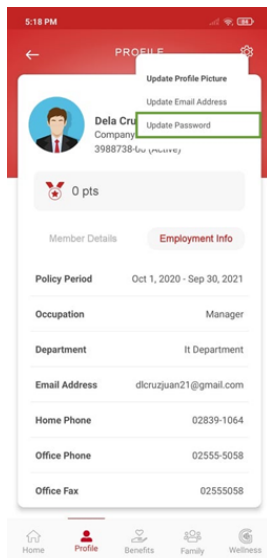 5:18 PM
PROFILE
Update Profile Picture
Update Email Address
Update Password
Dela Cru
Company
3988738-00 (Active)
0 pts
Member Details Employment Info
Policy Period Oct 1, 2020 - Sep 30, 2021
Occupation Manager
Department It Department
Email Address dlcruzjuan21@gmail.com
Home Phone 02839-1064
Office Phone 02555-5058
Office Fax 02555058
Home Profile Benefits Family Wellness